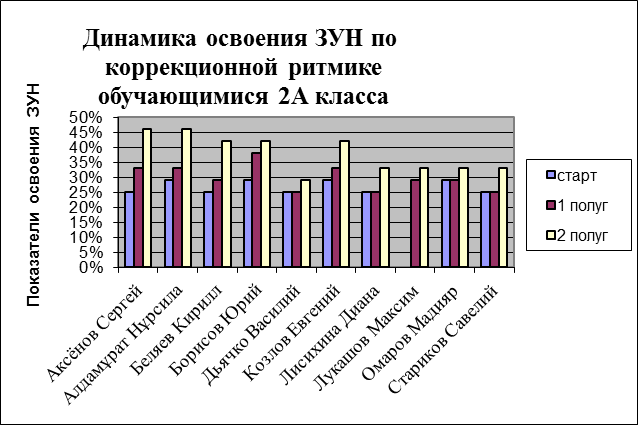 Динамика освоения ЗУН по
коррекционной ритмике
обучающимися 2А класса
Показатели освоения ЗУН
50%
45%
40%
35%
30%
25%
20%
15%
10%
5%
0%
Аксёнов Сергей
Алдамұрат Нұрсила
Беляев Кирилл
Борисов Юрий
Дьячко Василий
Козлов Евгений
Лисихина Диана
Лукашов Максим
Омаров Мадияр
Стариков Савелий
старт
1 полуг
2 полуг